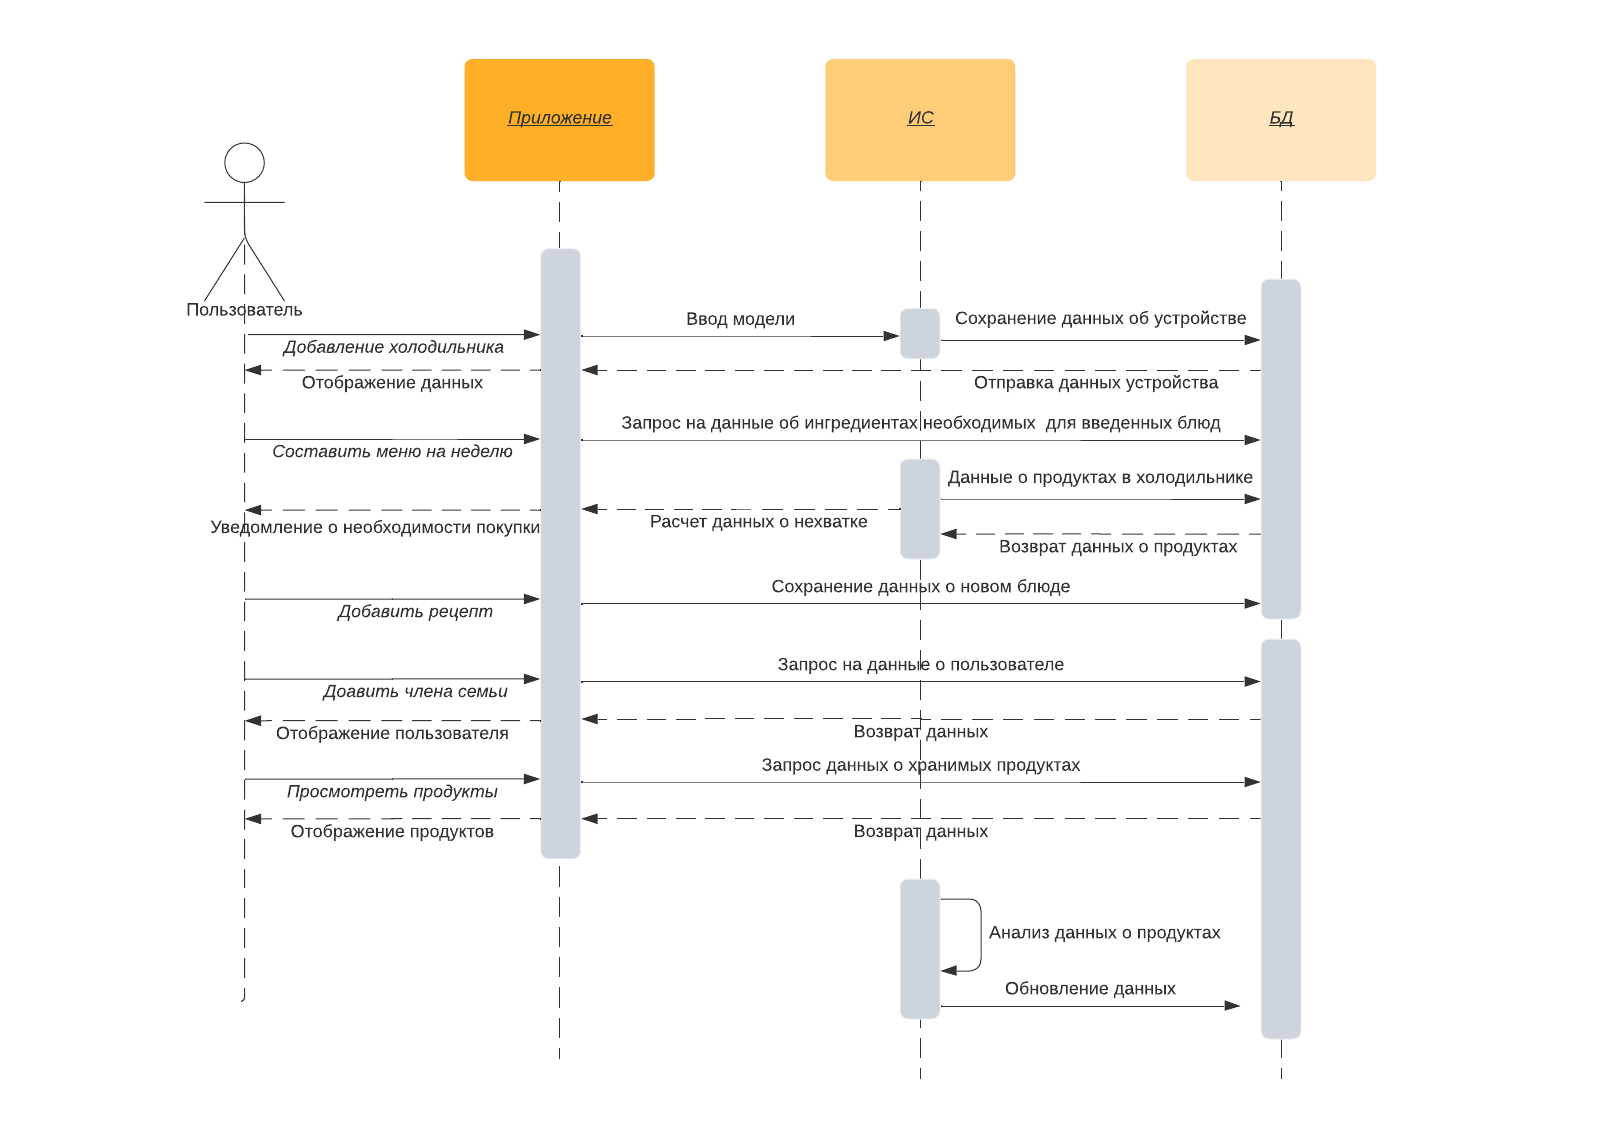 Приложение
ИС
БД
Пользователь
Ввод модели
Сохранение данных об устройстве
Добавление холодильника
Отображение данных
Отправка данных устройства
Запрос на данные об ингредиентах необходимых  для введенных блюд
Составить меню на неделю
Данные о продуктах в холодильнике
Уведомление о необходимости покупки
Расчет данных о нехватке
Возврат данных о продуктах
Сохранение данных о новом блюде
Добавить рецепт
Запрос на данные о пользователе
Доавить члена семьи
Отображение пользователя
Возврат данных
Запрос данных о хранимых продуктах
Просмотреть продукты
Отображение продуктов
Возврат данных
Анализ данных о продуктах
Обновление данных